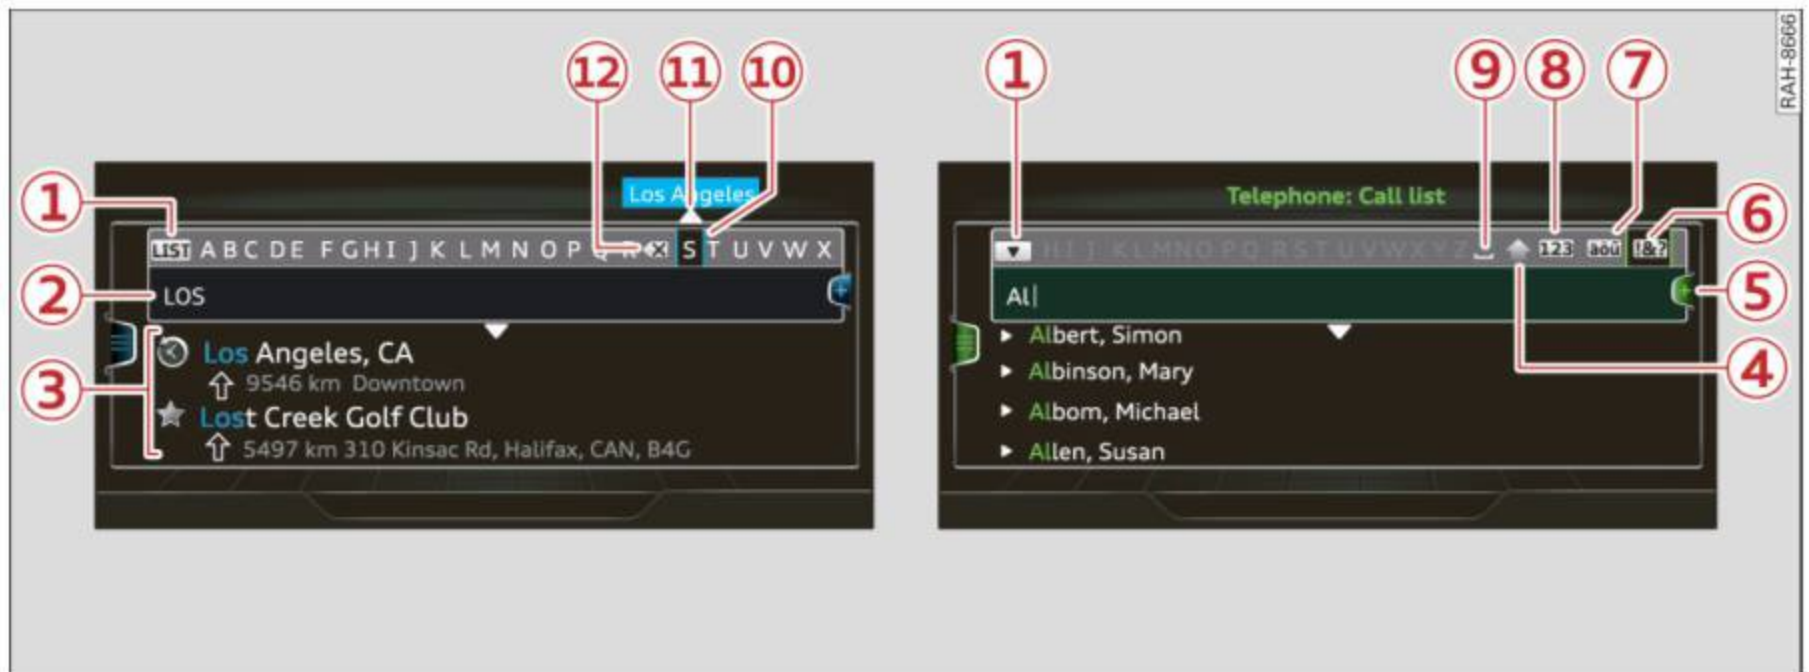 RAH-8666
12 11 10
1 9 8 7
1
Los Angeles
LIST A B C D E F G H I J K L M N O P Q R S T U V W X
2
LOS
3
Los Angeles, CA
9546 km Downtown
Lost Creek Golf Club
5497 km 310 Kinsac Rd, Halifax, CAN, B4G
Telephone: Call list
6
H I J K L M N O P Q R S T U V W X Y Z 123 äöü !&?
Al
5
Albert, Simon
4
Albinson, Mary
Albom, Michael
Allen, Susan